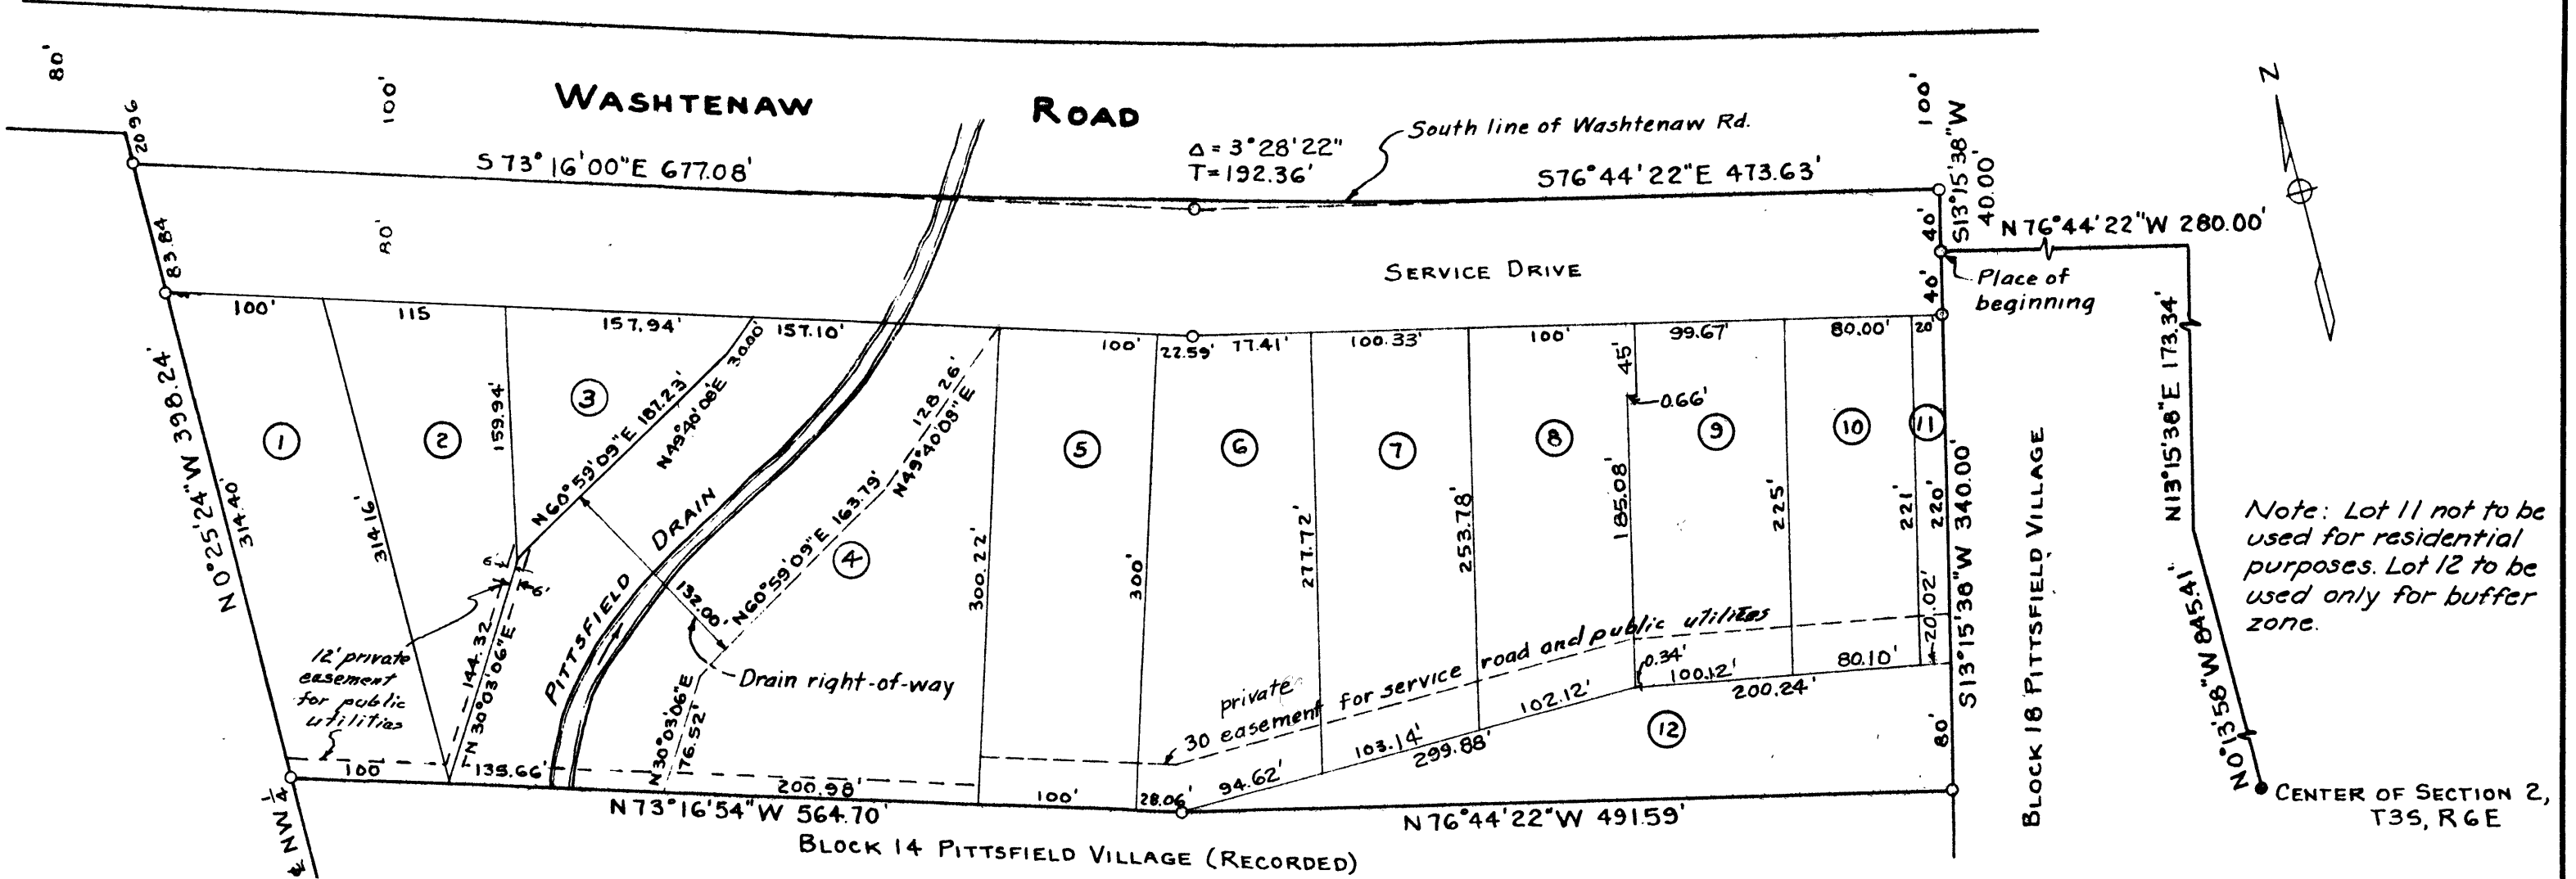 80'
100'
WASHTENAW ROAD
100'
20.96
S 73° 16' 00" E 677.08'
Δ = 3° 28' 22"
T = 192.36'
South line of Washtenaw Rd.
S76° 44' 22" E 473.63'
S13° 15' 38" W
40.00'
N
83.84
80'
SERVICE DRIVE
40'
40'
N 76° 44' 22" W 280.00'
Place of
beginning
100'
115
157.94'
157.10'
100'
22.59'
77.41'
100.33'
100'
99.67'
80.00'
20'
N 0° 25' 24" W 398.24'
314.40'
1
314.16'
2
159.94'
3
N60° 59' 09" E 187.23'
N49° 40' 08" E 30.00'
128.26'
N49° 40' 08" E
N60° 59' 09" E 163.79'
4
5
6
7
8
9
10
11
45'
0.66'
300.22'
300'
277.72'
253.78'
185.08'
225'
221'
220'
20.02'
S13° 15' 38" W 340.00'
BLOCK 18 PITTSFIELD VILLAGE
N13° 15' 38" E 173.34'
N0° 13' 58" W 845.41'
Note: Lot 11 not to be
used for residential
purposes. Lot 12 to be
used only for buffer
zone.
PITTSFIELD DRAIN
132.00'
Drain right-of-way
6'
6'
12' private
easement
for public
utilities
144.32
N 30° 03' 06" E
N30° 03' 06" E
176.52'
private
30 easement for service road and public utilities
0.34'
100.12'
80.10'
200.24'
102.12'
103.14'
299.88'
94.62'
12
80'
100'
135.66'
200.98'
100'
28.06'
N 73° 16' 54" W 564.70'
N 76° 44' 22" W 491.59'
℄ NW ¼
BLOCK 14 PITTSFIELD VILLAGE (RECORDED)
CENTER OF SECTION 2,
T3S, R6E